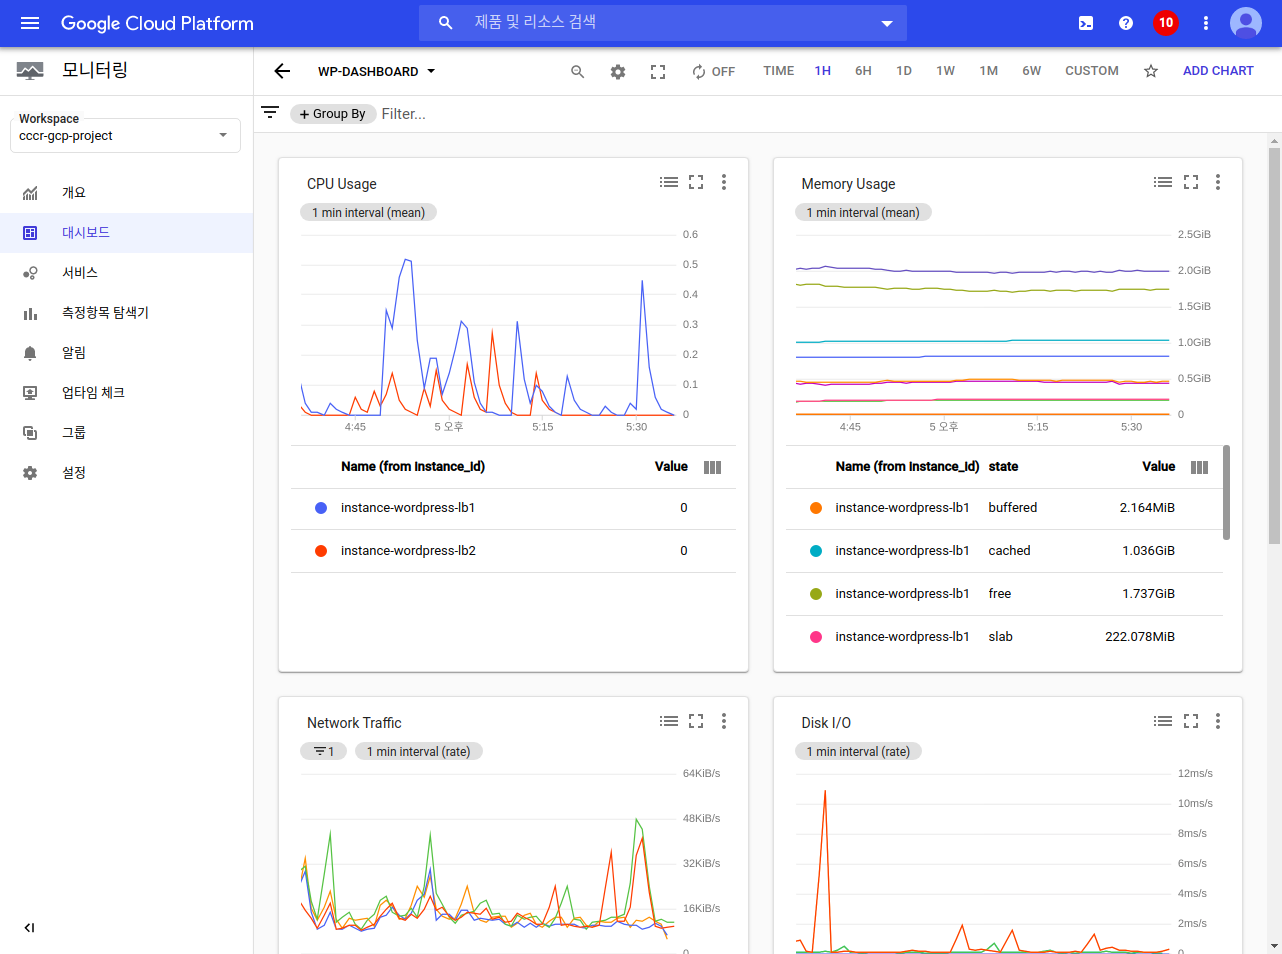 Google Cloud Platform
제품 및 리소스 검색
10
모니터링
WP-DASHBOARD
OFF
TIME 1H 6H 1D 1W 1M 6W CUSTOM
ADD CHART
Workspace
cccr-gcp-project
+ Group By
Filter...
개요
대시보드
서비스
측정항목 탐색기
알림
업타임 체크
그룹
설정
CPU Usage
1 min interval (mean)
0.6
0.5
0.4
0.3
0.2
0.1
0
4:45 5 오후 5:15 5:30
Name (from instance_id) Value
instance-wordpress-lb1 0
instance-wordpress-lb2 0
Memory Usage
1 min interval (mean)
2.5GiB
2.0GiB
1.5GiB
1.0GiB
0.5GiB
0
4:45 5 오후 5:15 5:30
Name (from instance_id) state Value
instance-wordpress-lb1 buffered 2.164MiB
instance-wordpress-lb1 cached 1.036GiB
instance-wordpress-lb1 free 1.737GiB
instance-wordpress-lb1 slab 222.078MiB
Network Traffic
1
1 min interval (rate)
64KiB/s
48KiB/s
32KiB/s
16KiB/s
0
Disk I/O
1 min interval (rate)
12ms/s
10ms/s
8ms/s
6ms/s
4ms/s
2ms/s
0